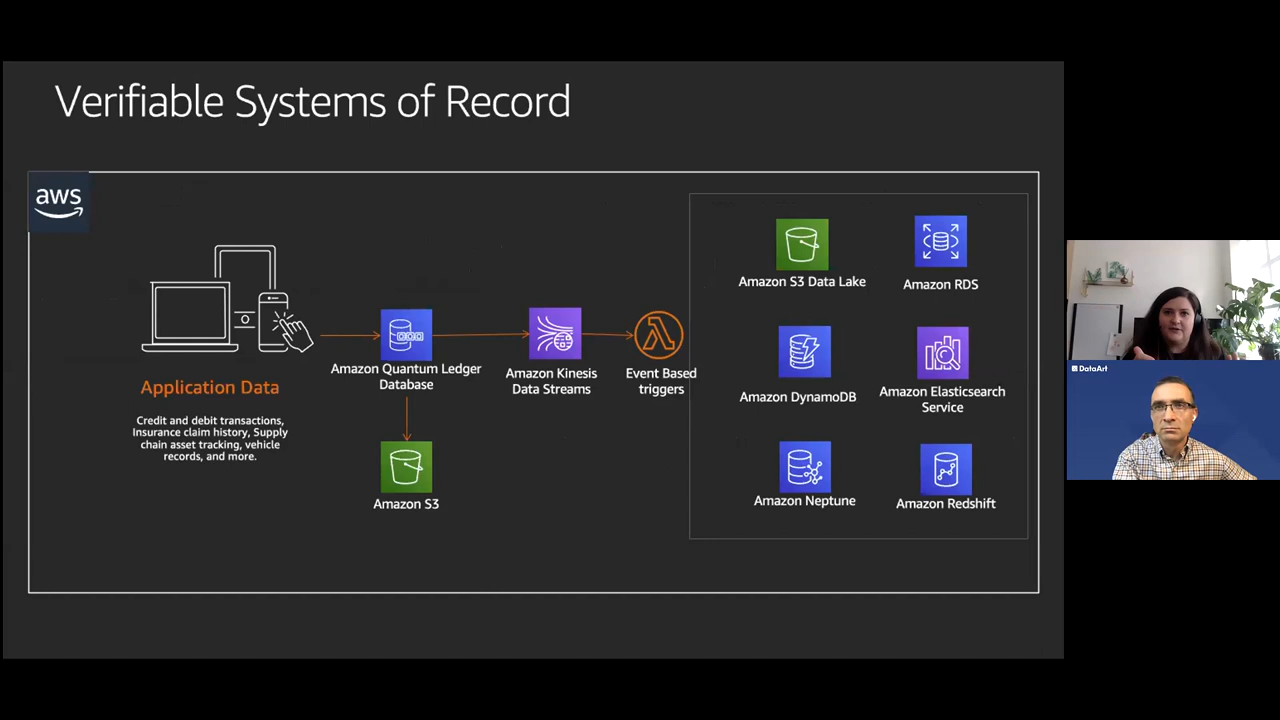 Verifiable Systems of Record
aws
Application Data
Credit and debit transactions,
Insurance claim history, Supply
chain asset tracking, vehicle
records, and more.
Amazon Quantum Ledger
Database
Amazon S3
Amazon Kinesis
Data Streams
Event Based
triggers
Amazon S3 Data Lake
Amazon RDS
Amazon DynamoDB
Amazon Elasticsearch
Service
Amazon Neptune
Amazon Redshift
DataArt